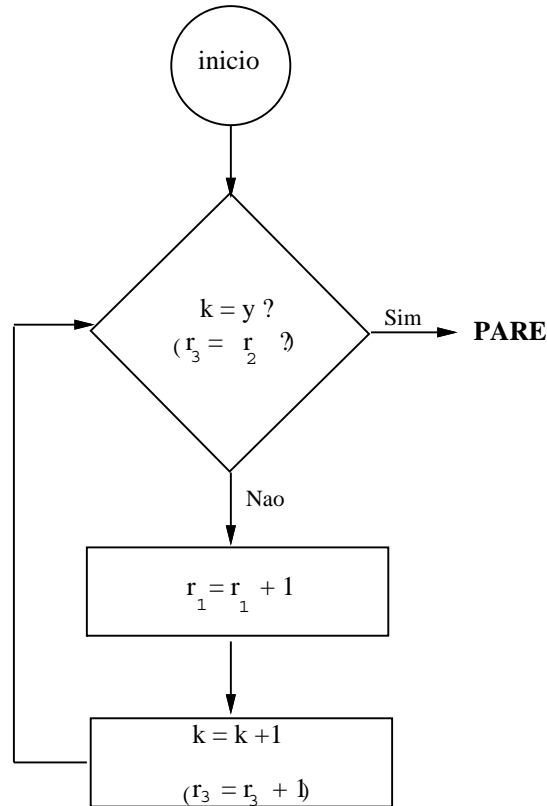 inicio
k = y ?
(r₃ = r₂ ?)
Sim
PARE
Nao
r₁ = r₁ + 1
k = k +1
(r₃ = r₃ + 1)